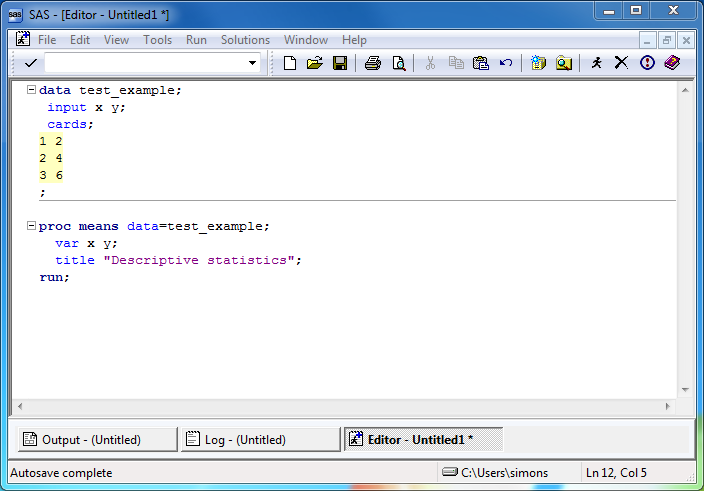 sas SAS - [Editor - Untitled1 *]
File Edit View Tools Run Solutions Window Help
data test_example;
input x y;
cards;
1 2
2 4
3 6
;
proc means data=test_example;
var x y;
title "Descriptive statistics";
run;
Output - (Untitled) Log - (Untitled) Editor - Untitled1 *
Autosave complete C:\Users\simons Ln 12, Col 5